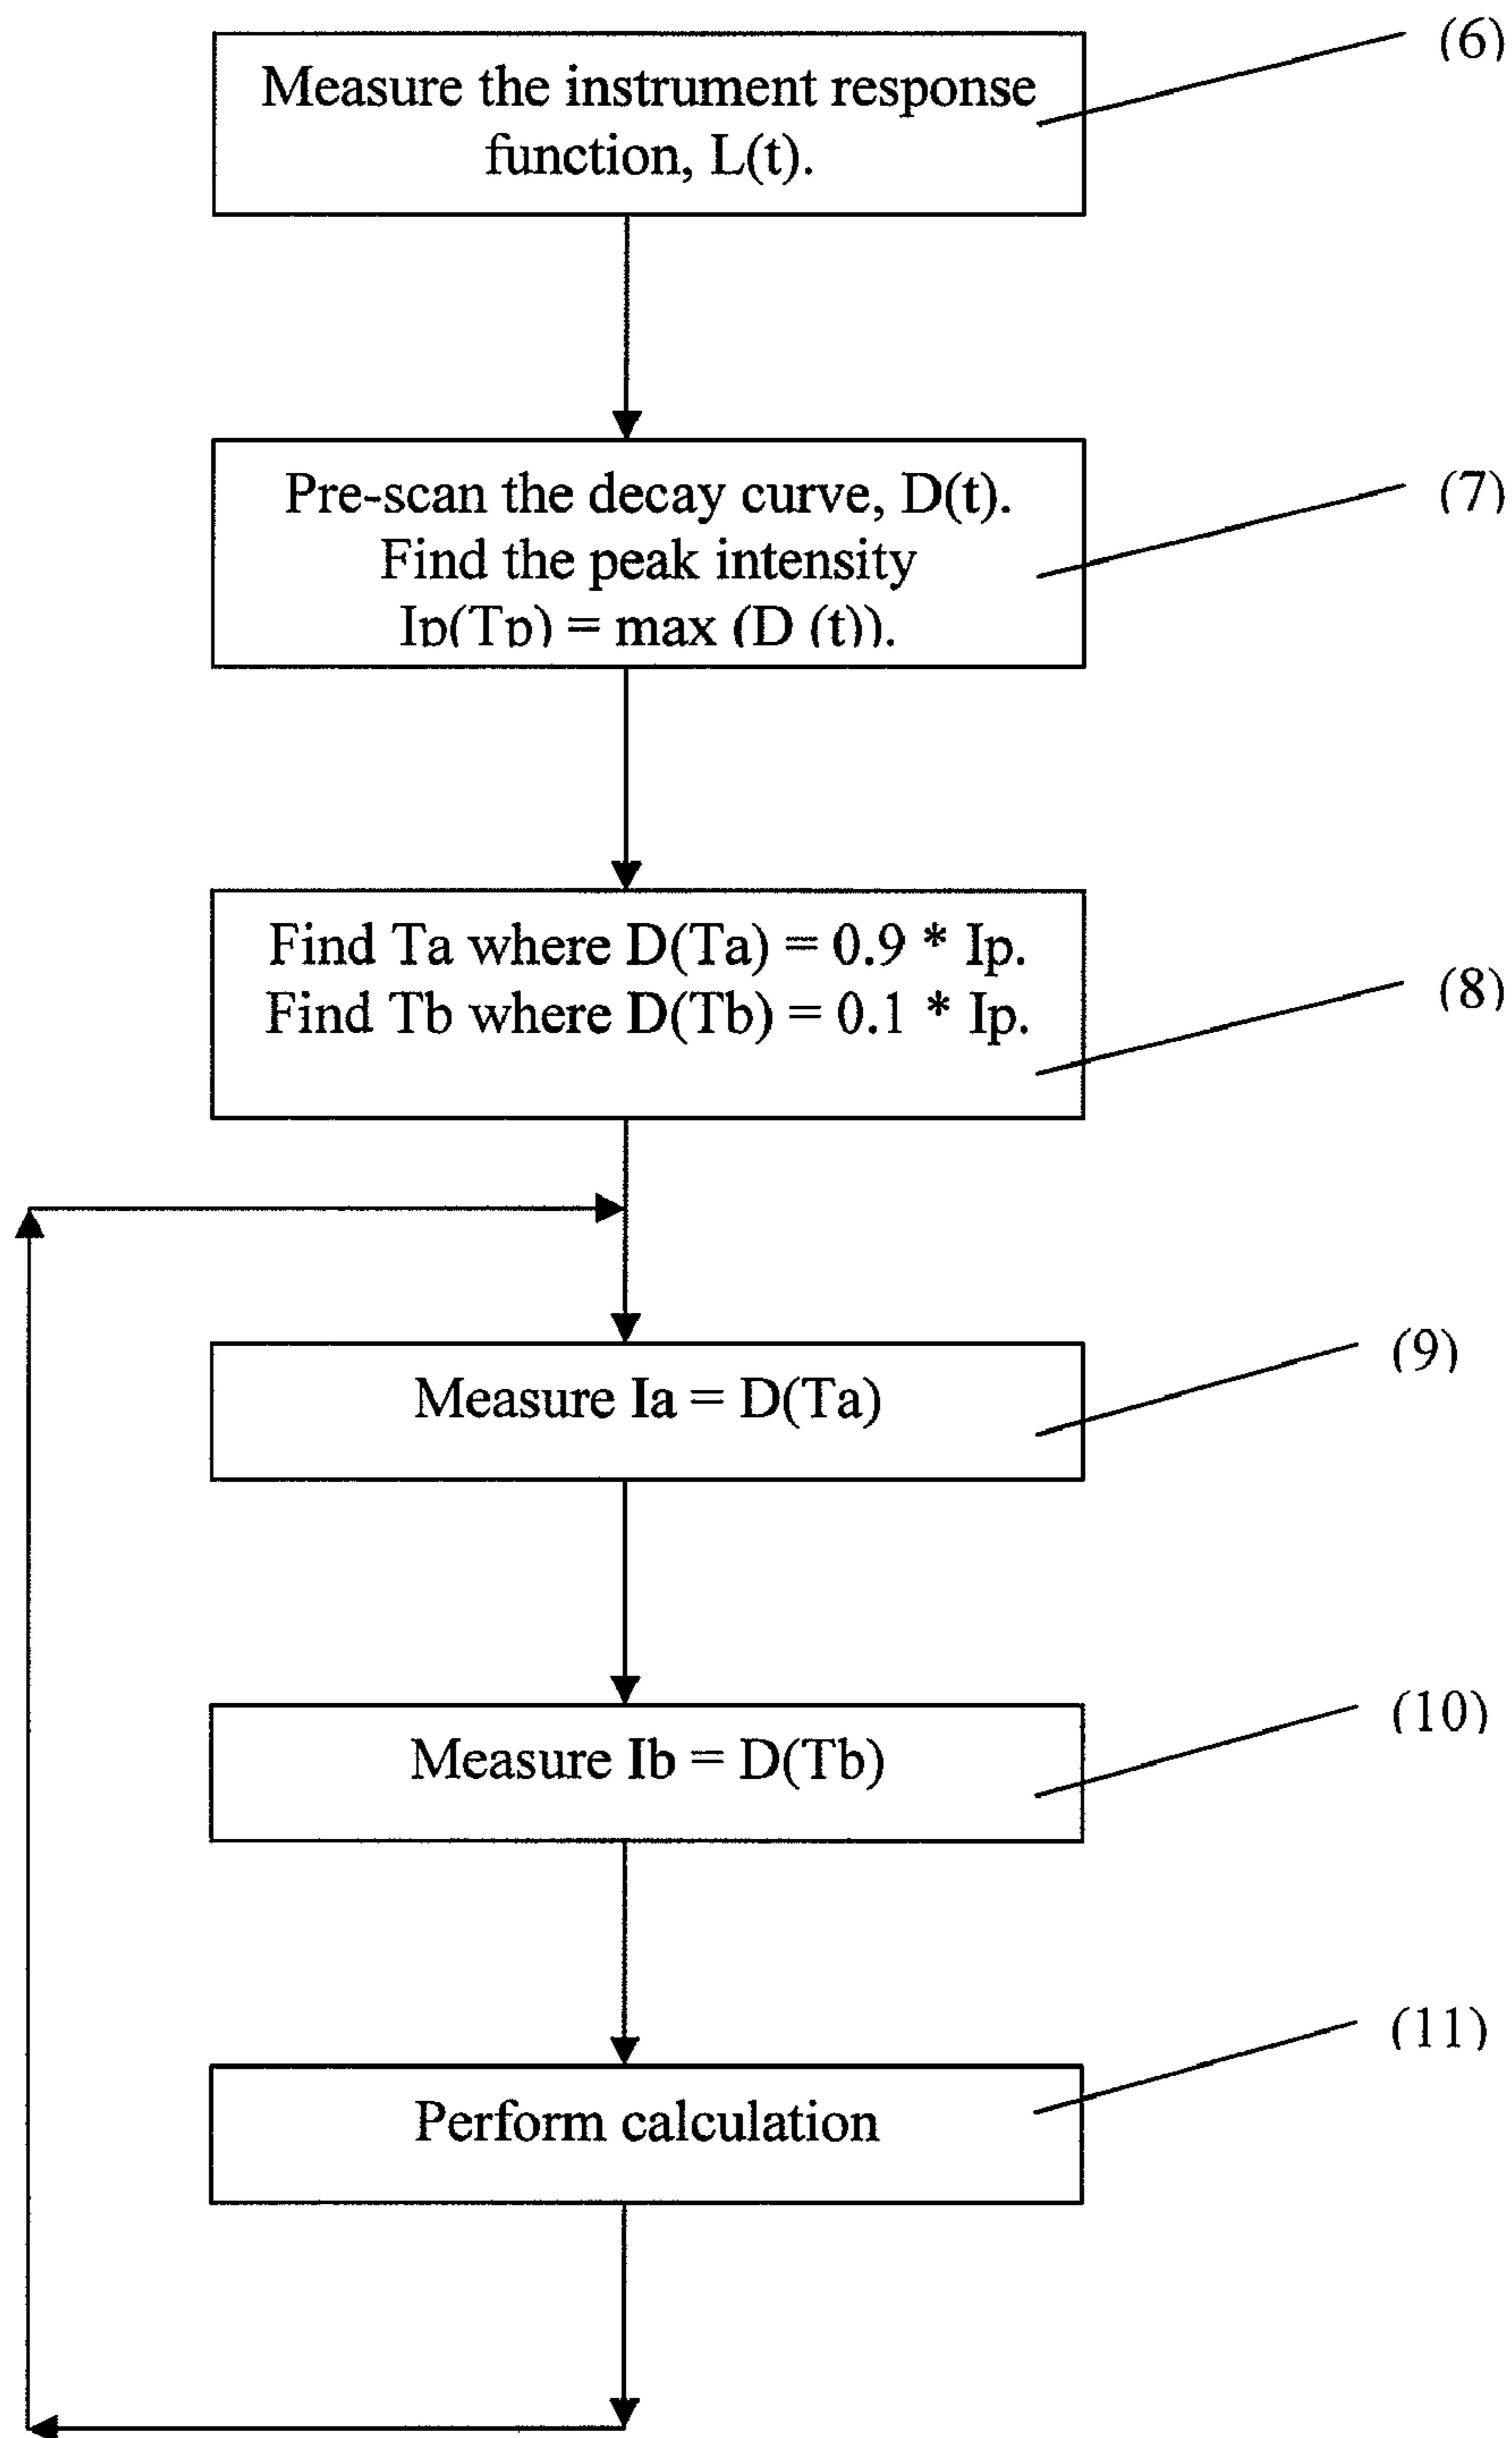 (6)
Measure the instrument response
function, L(t).
(7)
Pre-scan the decay curve, D(t).
Find the peak intensity
Ip(Tp) = max (D (t)).
Find Ta where D(Ta) = 0.9 * Ip.
Find Tb where D(Tb) = 0.1 * Ip.
(8)
(9)
Measure Ia = D(Ta)
(10)
Measure Ib = D(Tb)
(11)
Perform calculation